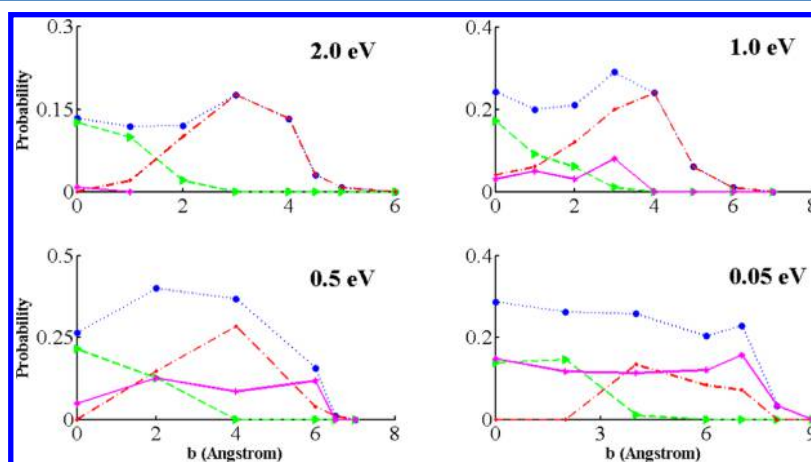 0.3
0.15
0
Probability
2.0 eV
0 2 4 6
0.4
0.2
0
1.0 eV
0 2 4 6 8
0.5
0.25
0
Probability
0.5 eV
0 2 4 6 8
b (Angstrom)
0.4
0.2
0
0.05 eV
0 3 6 9
b (Angstrom)